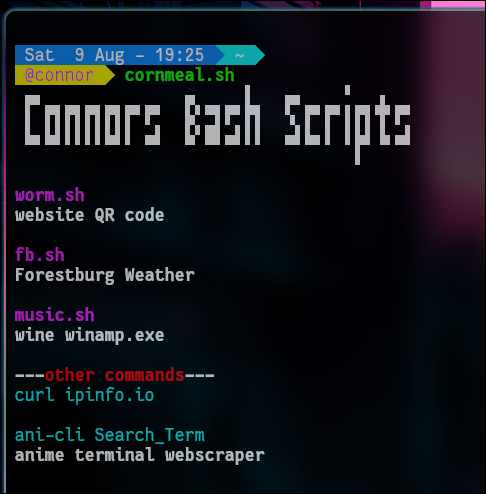 Sat  9 Aug - 19:25 ~
@connor cornmeal.sh
Connors Bash Scripts
worm.sh
website QR code
fb.sh
Forestburg Weather
music.sh
wine winamp.exe
---other commands---
curl ipinfo.io
ani-cli Search_Term
anime terminal webscraper